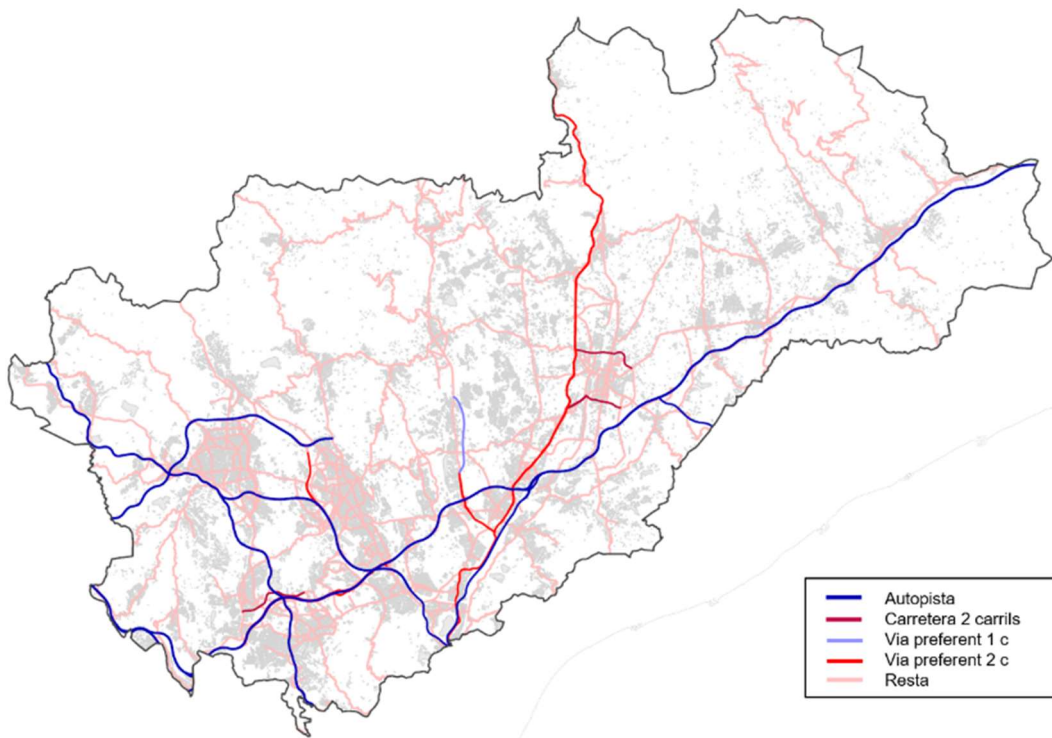 Autopista
Carretera 2 carrils
Via preferent 1 c
Via preferent 2 c
Resta